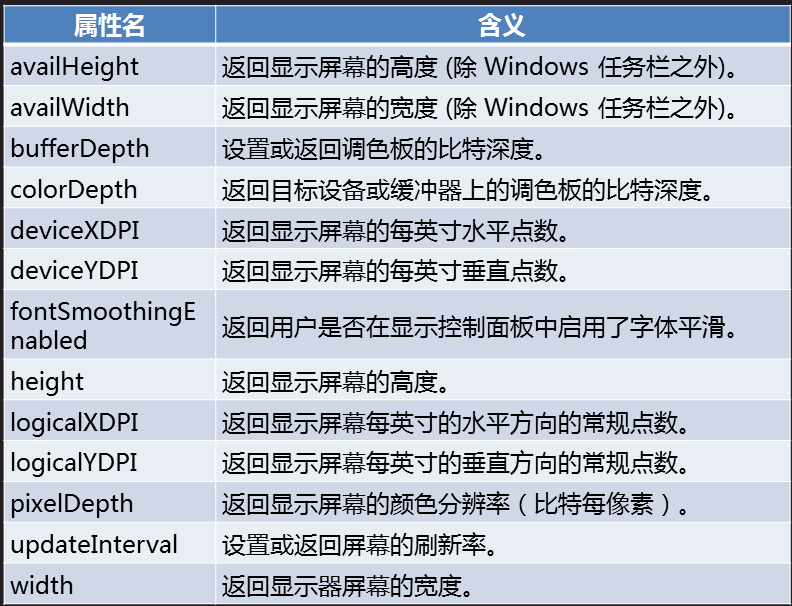 属性名 含义
availHeight 返回显示屏幕的高度 (除 Windows 任务栏之外)。
availWidth 返回显示屏幕的宽度 (除 Windows 任务栏之外)。
bufferDepth 设置或返回调色板的比特深度。
colorDepth 返回目标设备或缓冲器上的调色板的比特深度。
deviceXDPI 返回显示屏幕的每英寸水平点数。
deviceYDPI 返回显示屏幕的每英寸垂直点数。
fontSmoothingE
nabled 返回用户是否在显示控制面板中启用了字体平滑。
height 返回显示屏幕的高度。
logicalXDPI 返回显示屏幕每英寸的水平方向的常规点数。
logicalYDPI 返回显示屏幕每英寸的垂直方向的常规点数。
pixelDepth 返回显示屏幕的颜色分辨率（比特每像素）。
updateInterval 设置或返回屏幕的刷新率。
width 返回显示器屏幕的宽度。